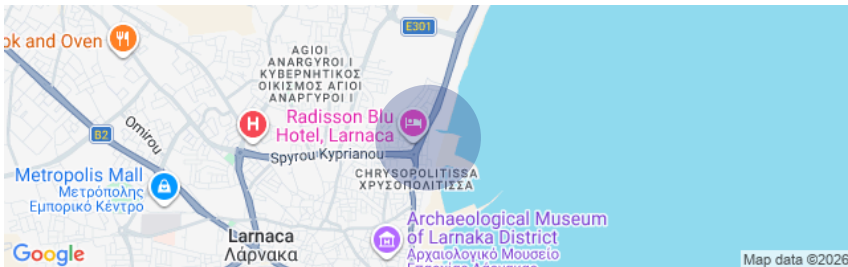 E301
ok and Oven
AGIOI
ANARGYROI I
ΚΥΒΕΡΝΗΤΙΚΟΣ
ΟΙΚΙΣΜΟΣ ΑΓΙΟΙ
ΑΝΑΡΓΥΡΟΙ Ι
H
Radisson Blu
Hotel, Larnaca
B2
Omirou
Spyrou Kyprianou
CHRYSOPOLITISSA
ΧΡΥΣΟΠΟΛΙΤΙΣΣΑ
Metropolis Mall
Μετρόπολης
Εμπορικό Κέντρο
Larnaca
Λάρνακα
Archaeological Museum
of Larnaka District
Αρχαιολογικό Μουσείο
Google
Map data ©2026